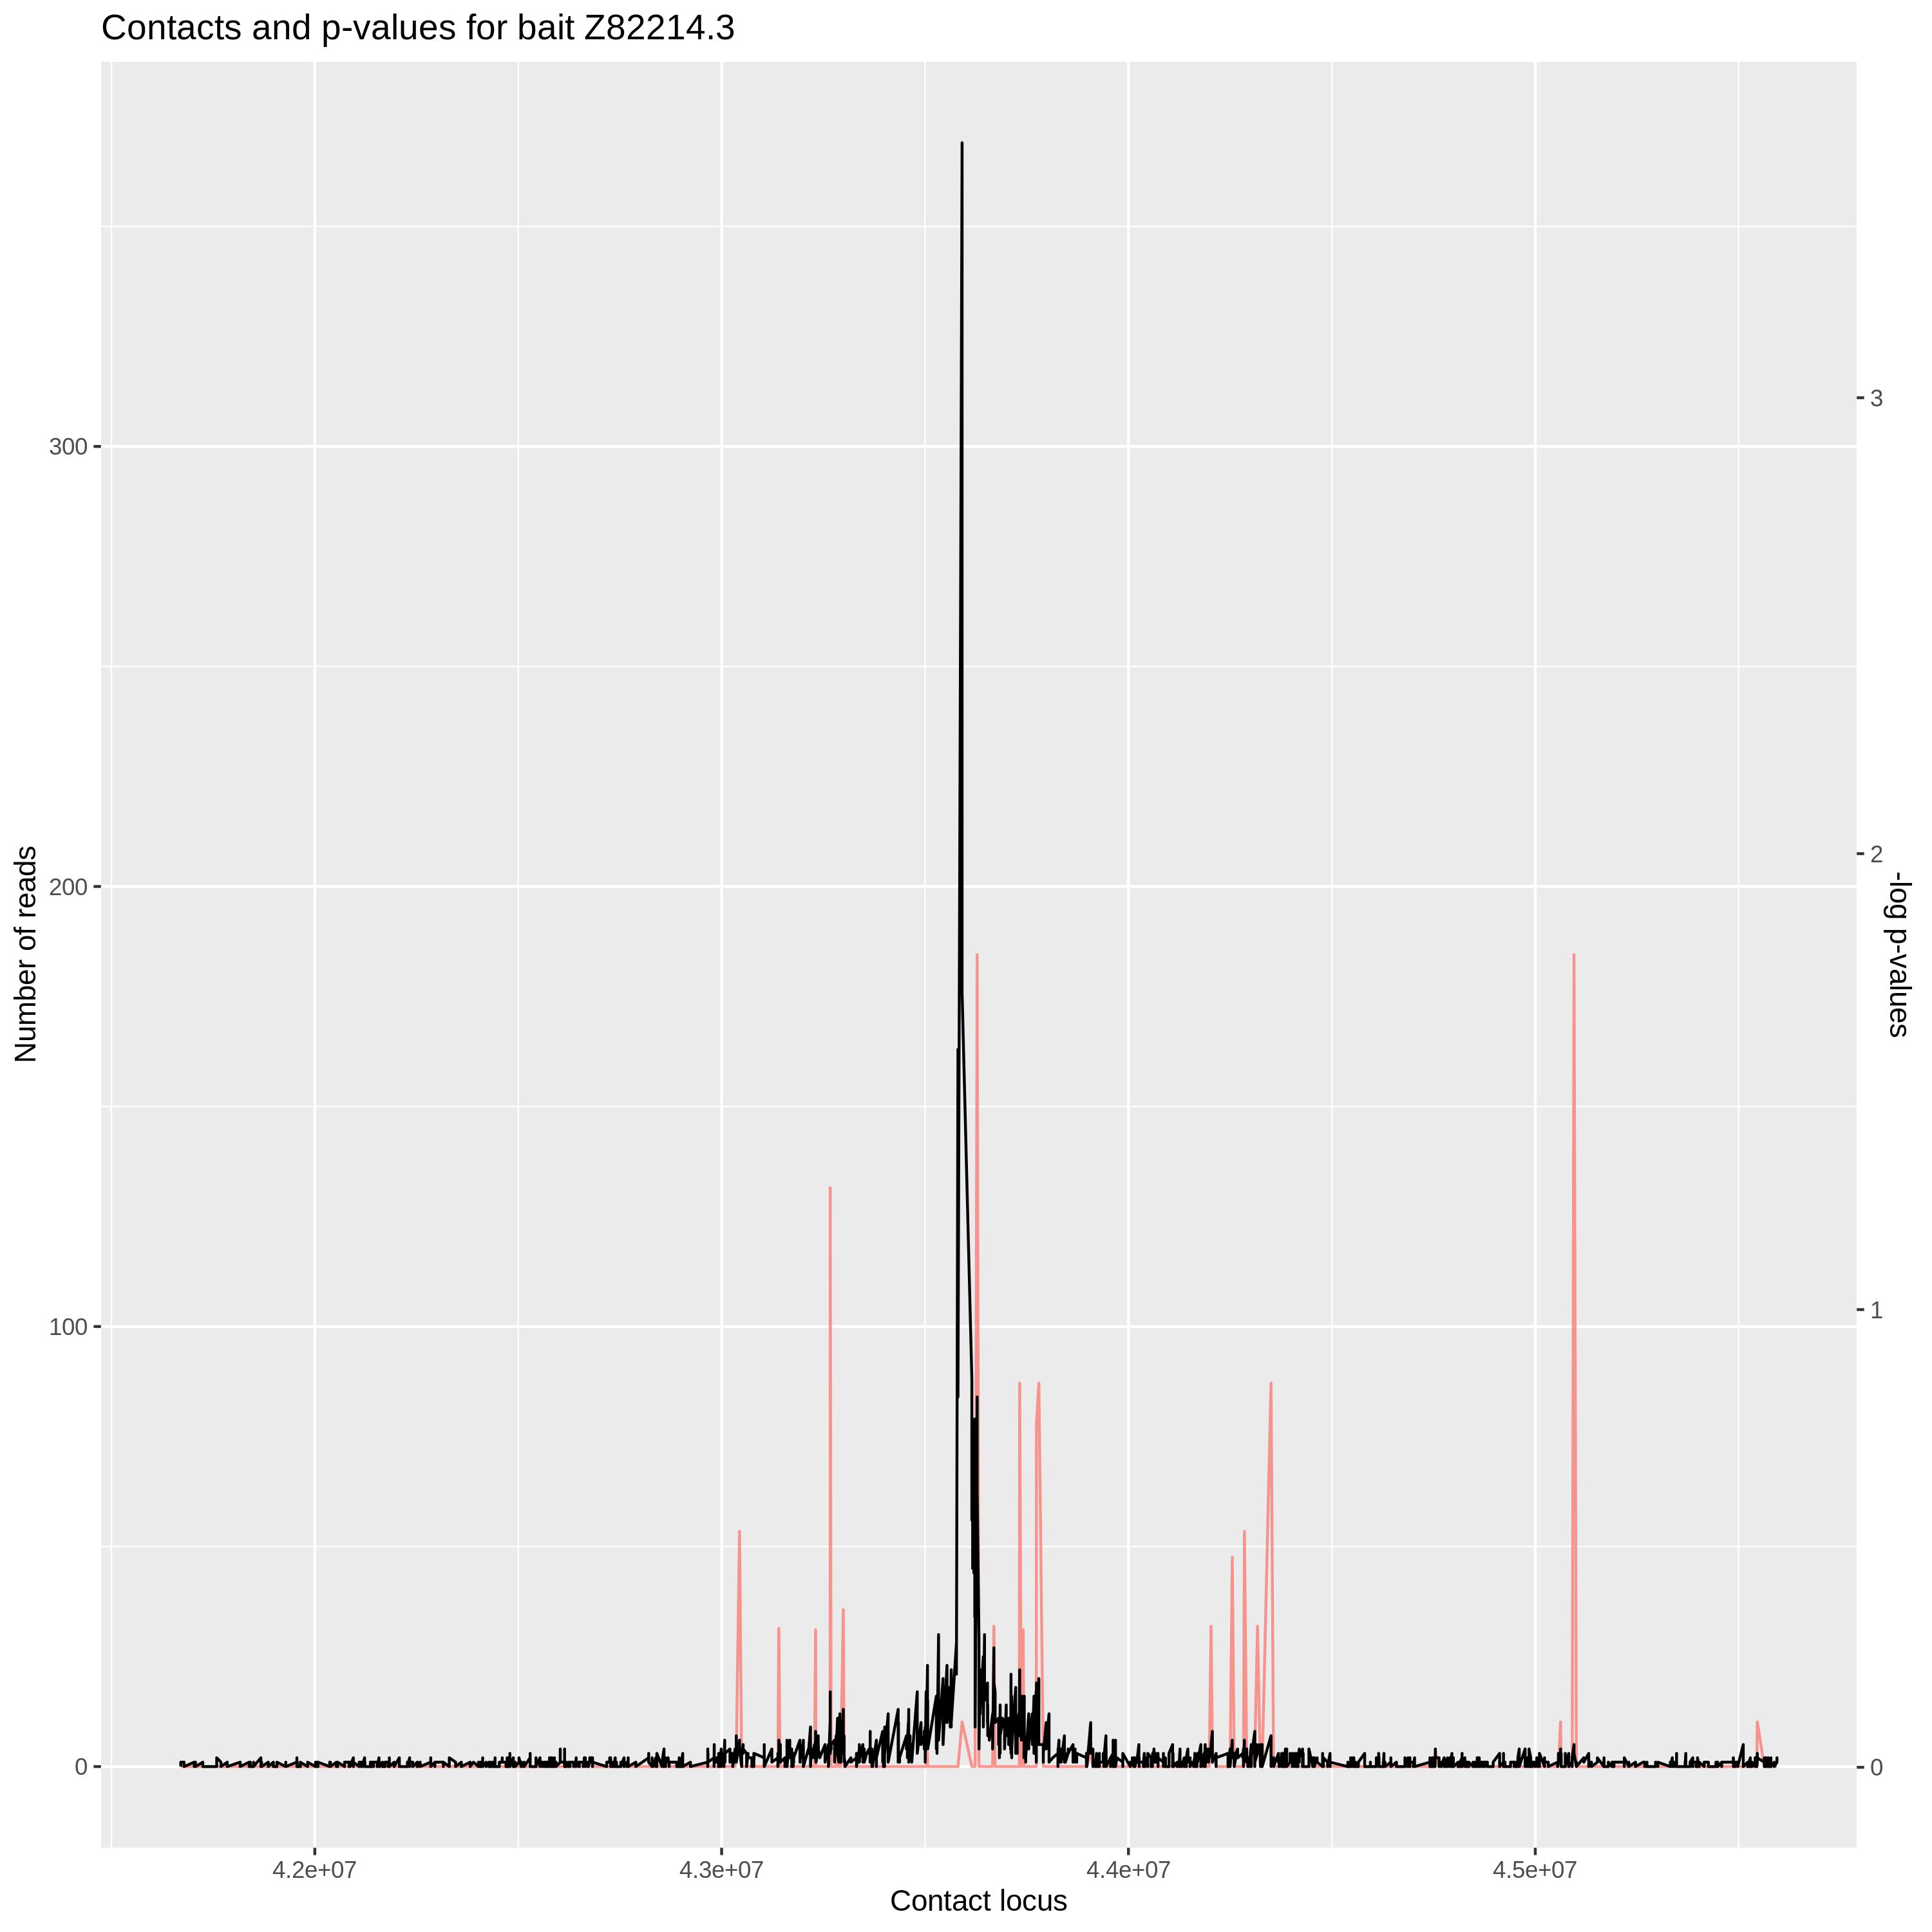 Contacts and p-values for bait Z82214.3
Number of reads
300
200
100
0
3
2
1
0
-log p-values
4.2e+07
4.3e+07
4.4e+07
4.5e+07
Contact locus